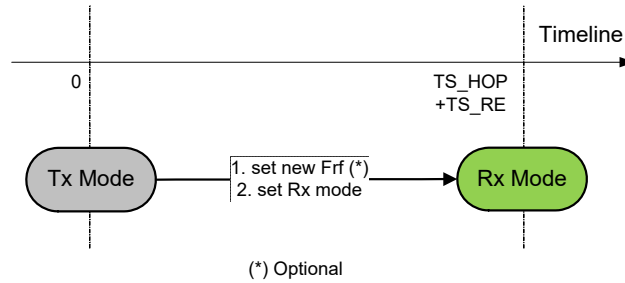 Timeline
0
TS_HOP
+TS_RE
Tx Mode
1. set new Frf (*)
2. set Rx mode
Rx Mode
(*) Optional